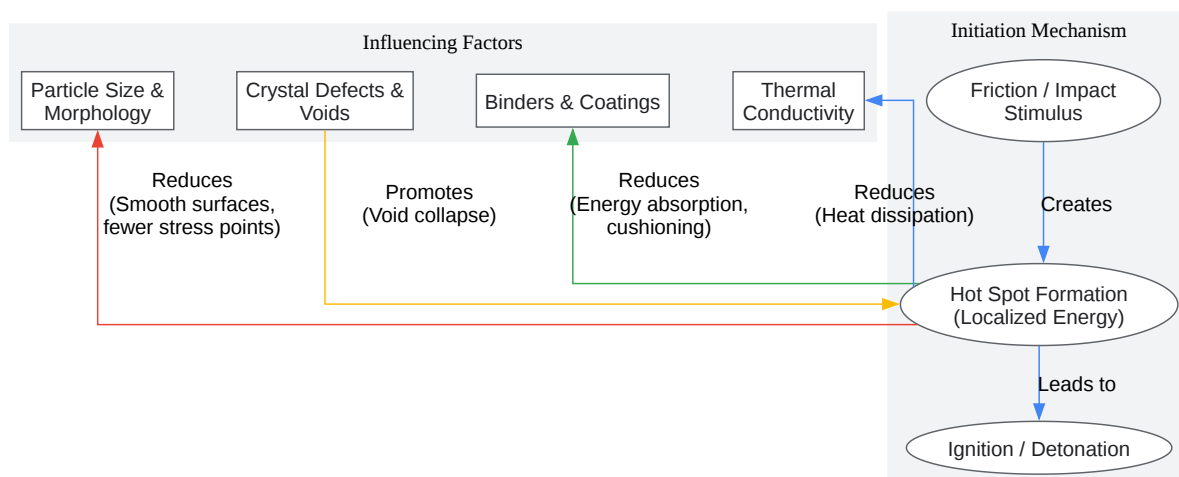 Influencing Factors
Initiation Mechanism
Particle Size &
Morphology
Crystal Defects &
Voids
Binders & Coatings
Thermal
Conductivity
Friction / Impact
Stimulus
Reduces
(Smooth surfaces,
fewer stress points)
Promotes
(Void collapse)
Reduces
(Energy absorption,
cushioning)
Reduces
(Heat dissipation)
Creates
Hot Spot Formation
(Localized Energy)
Leads to
Ignition / Detonation